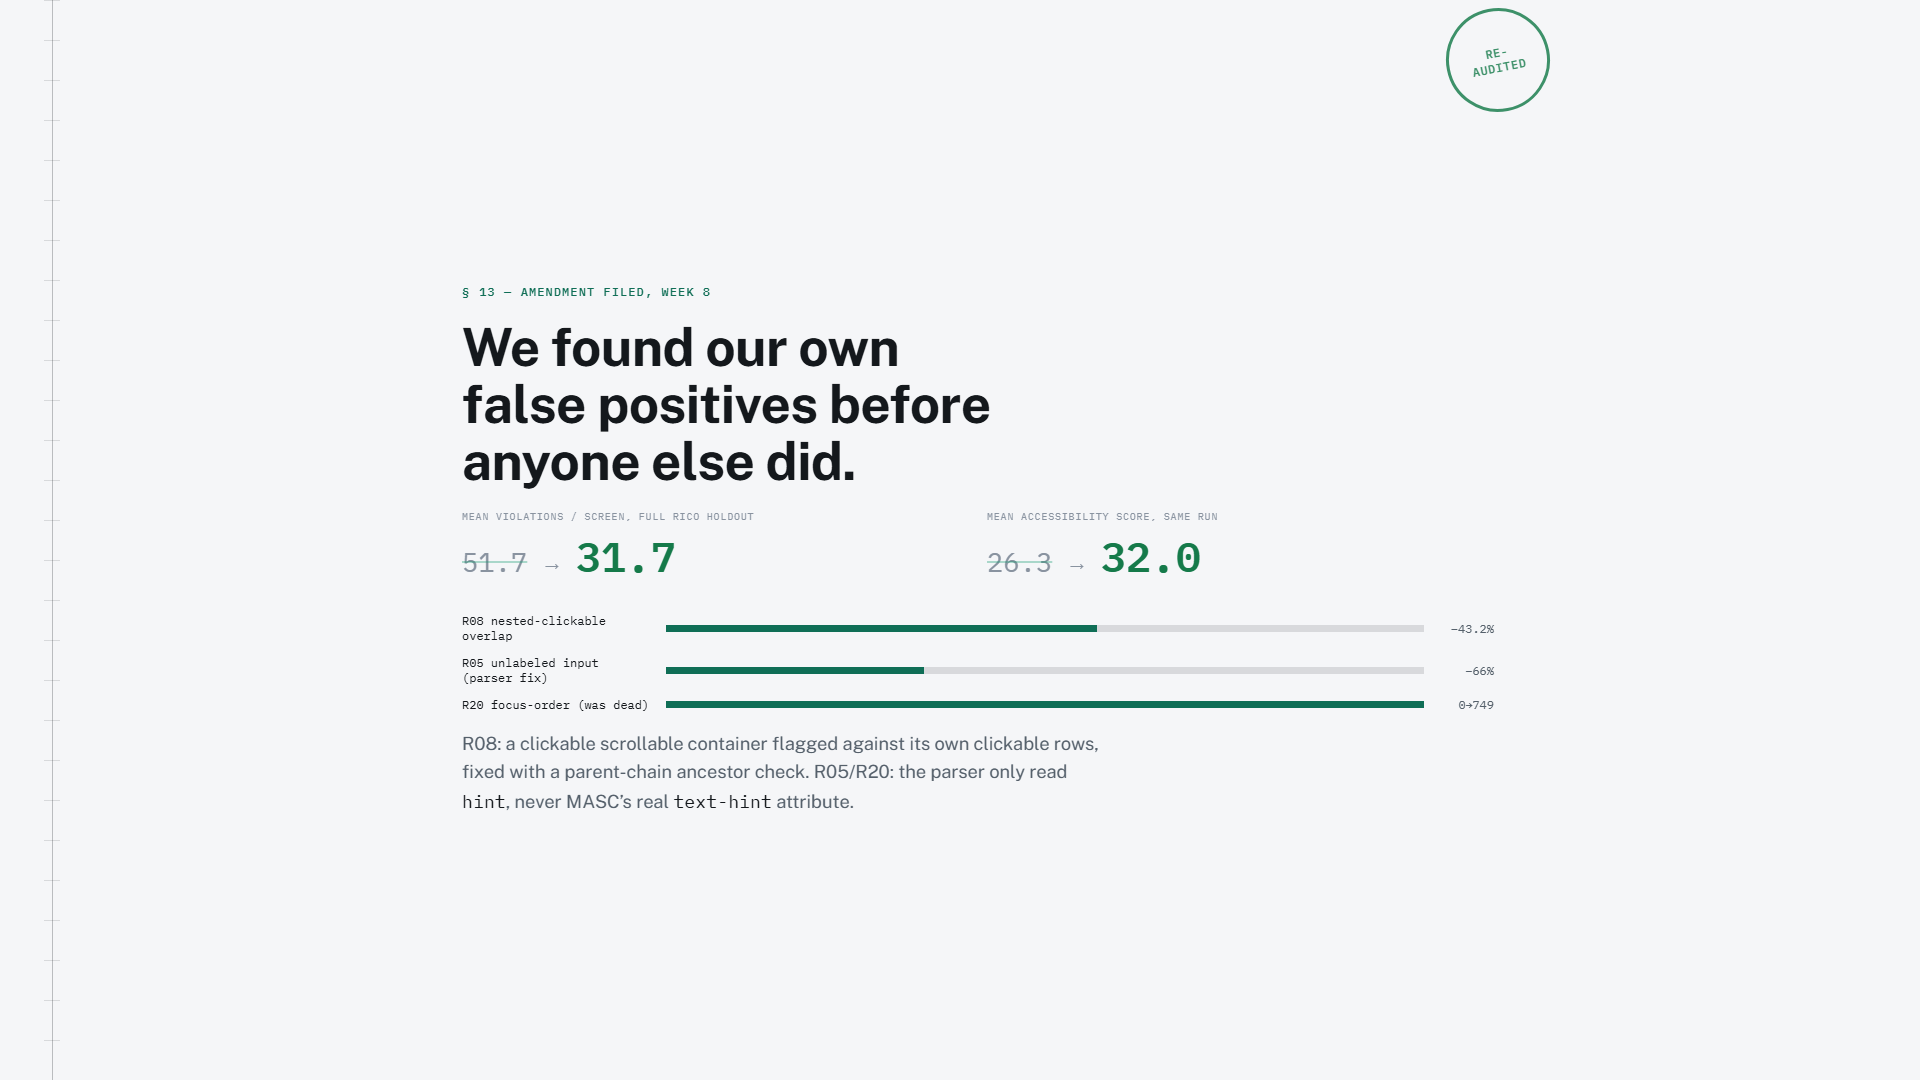 RE-
AUDITED
§ 13 — AMENDMENT FILED, WEEK 8
We found our own
false positives before
anyone else did.
MEAN VIOLATIONS / SCREEN, FULL RICO HOLDOUT
51.7 → 31.7
MEAN ACCESSIBILITY SCORE, SAME RUN
26.3 → 32.0
R08 nested-clickable
overlap
−43.2%
R05 unlabeled input
(parser fix)
−66%
R20 focus-order (was dead)
0→749
R08: a clickable scrollable container flagged against its own clickable rows,
fixed with a parent-chain ancestor check. R05/R20: the parser only read
hint, never MASC’s real text-hint attribute.